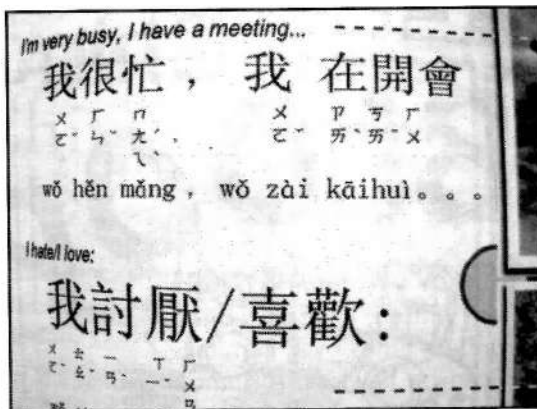 I'm very busy, I have a meeting...
我很忙，我 在開會
wǒ hěn mǎng , wǒ zài kāihuì。。。
I hate/I love:
我討厭/喜歡: